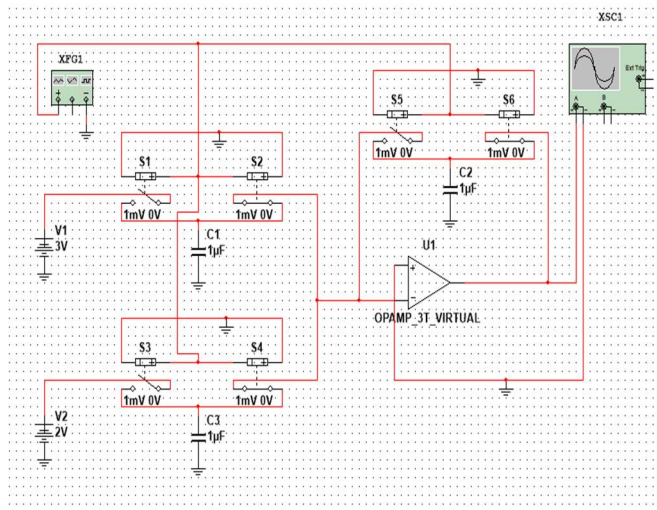 XSC1
XFG1
Ext Trig
+
A
B
S5
S6
1mV 0V
1mV 0V
C2
1µF
S1
S2
1mV 0V
1mV 0V
V1
3V
C1
1µF
U1
OPAMP_3T_VIRTUAL
S3
S4
1mV 0V
1mV 0V
V2
2V
C3
1µF